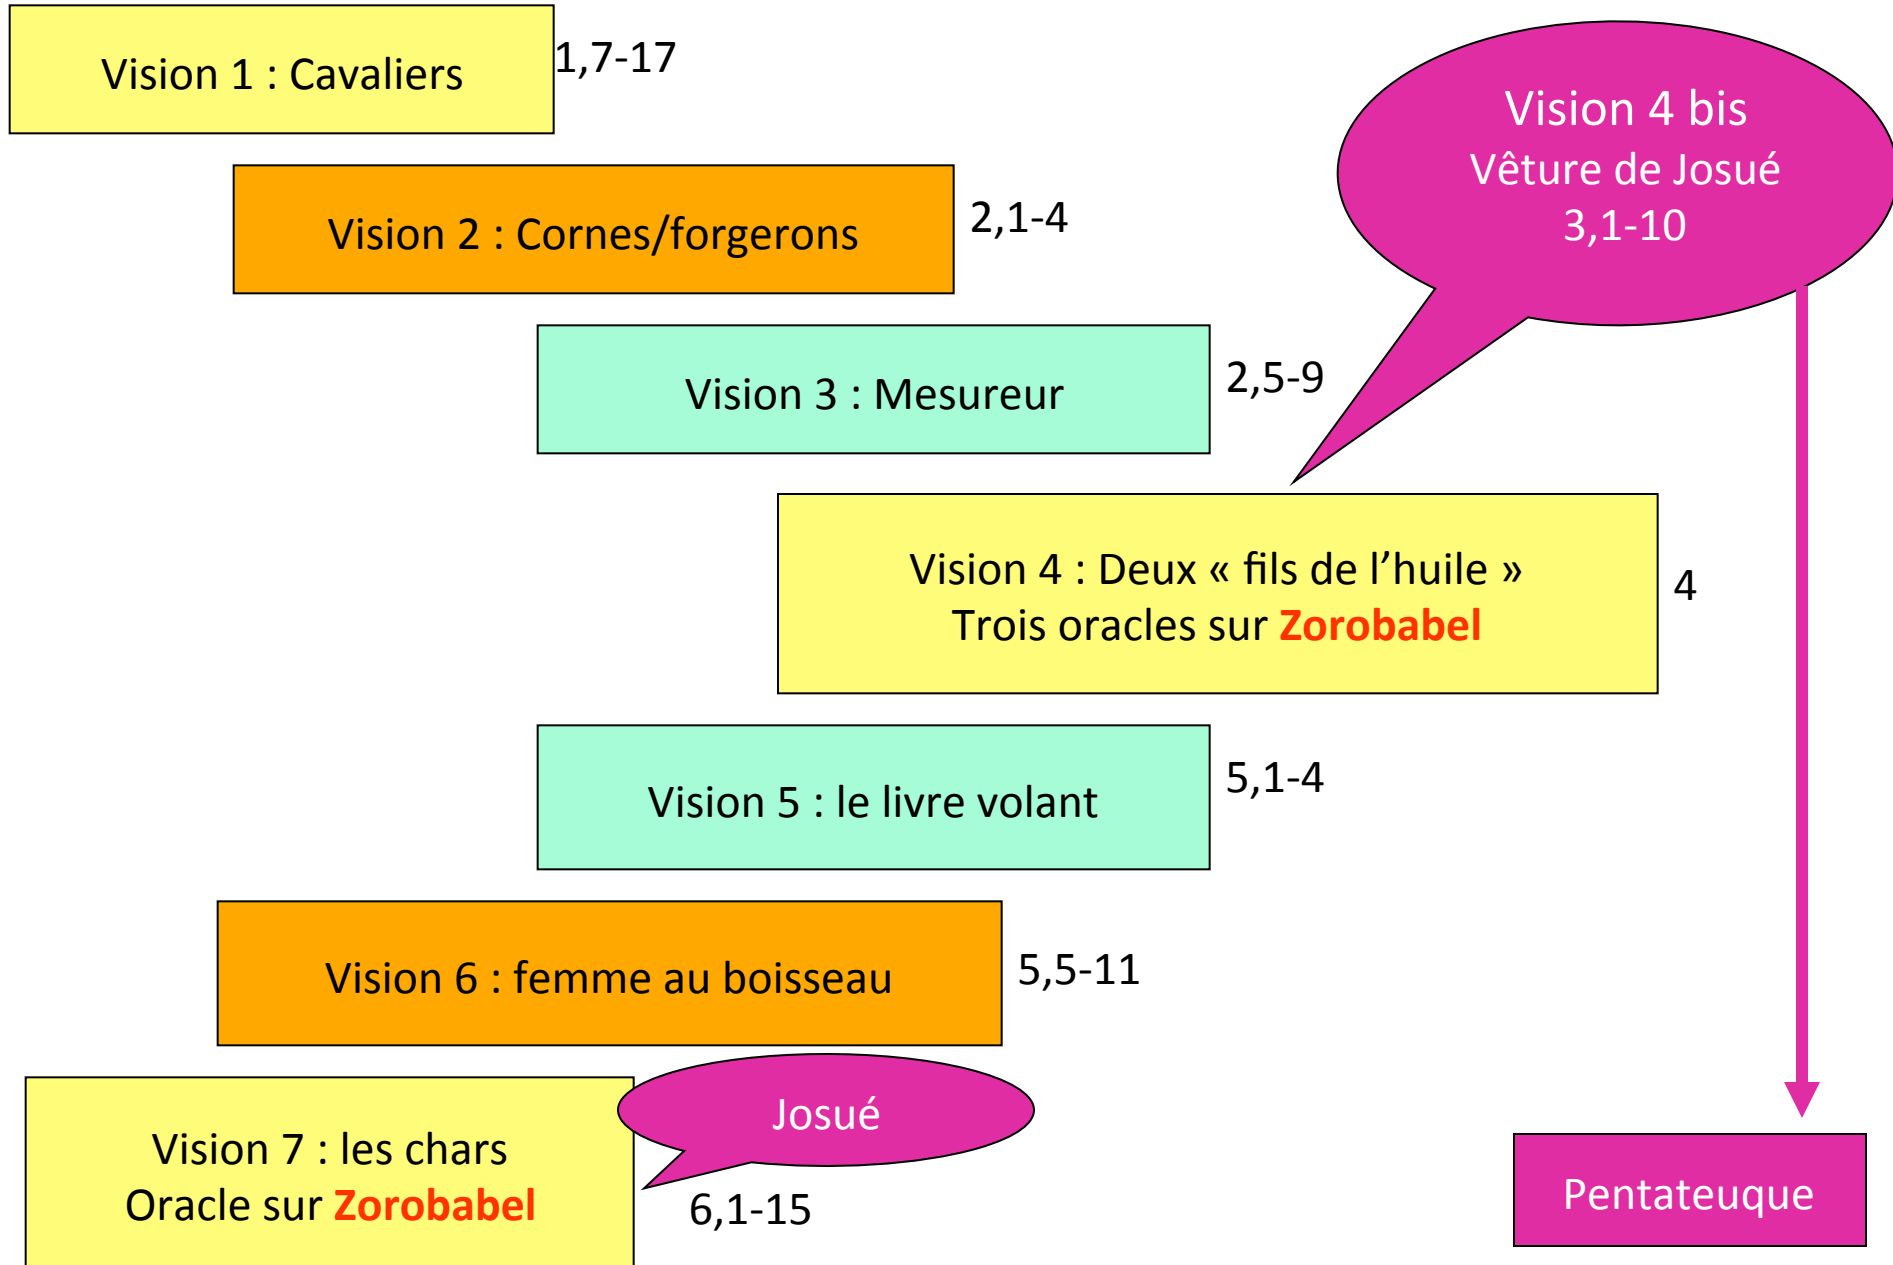 Vision 1 : Cavaliers
1,7-17
Vision 4 bis
Vêture de Josué
3,1-10
Vision 2 : Cornes/forgerons
2,1-4
Vision 3 : Mesureur
2,5-9
Vision 4 : Deux « fils de l’huile »
Trois oracles sur Zorobabel
4
Vision 5 : le livre volant
5,1-4
Vision 6 : femme au boisseau
5,5-11
Josué
Vision 7 : les chars
Oracle sur Zorobabel
6,1-15
Pentateuque